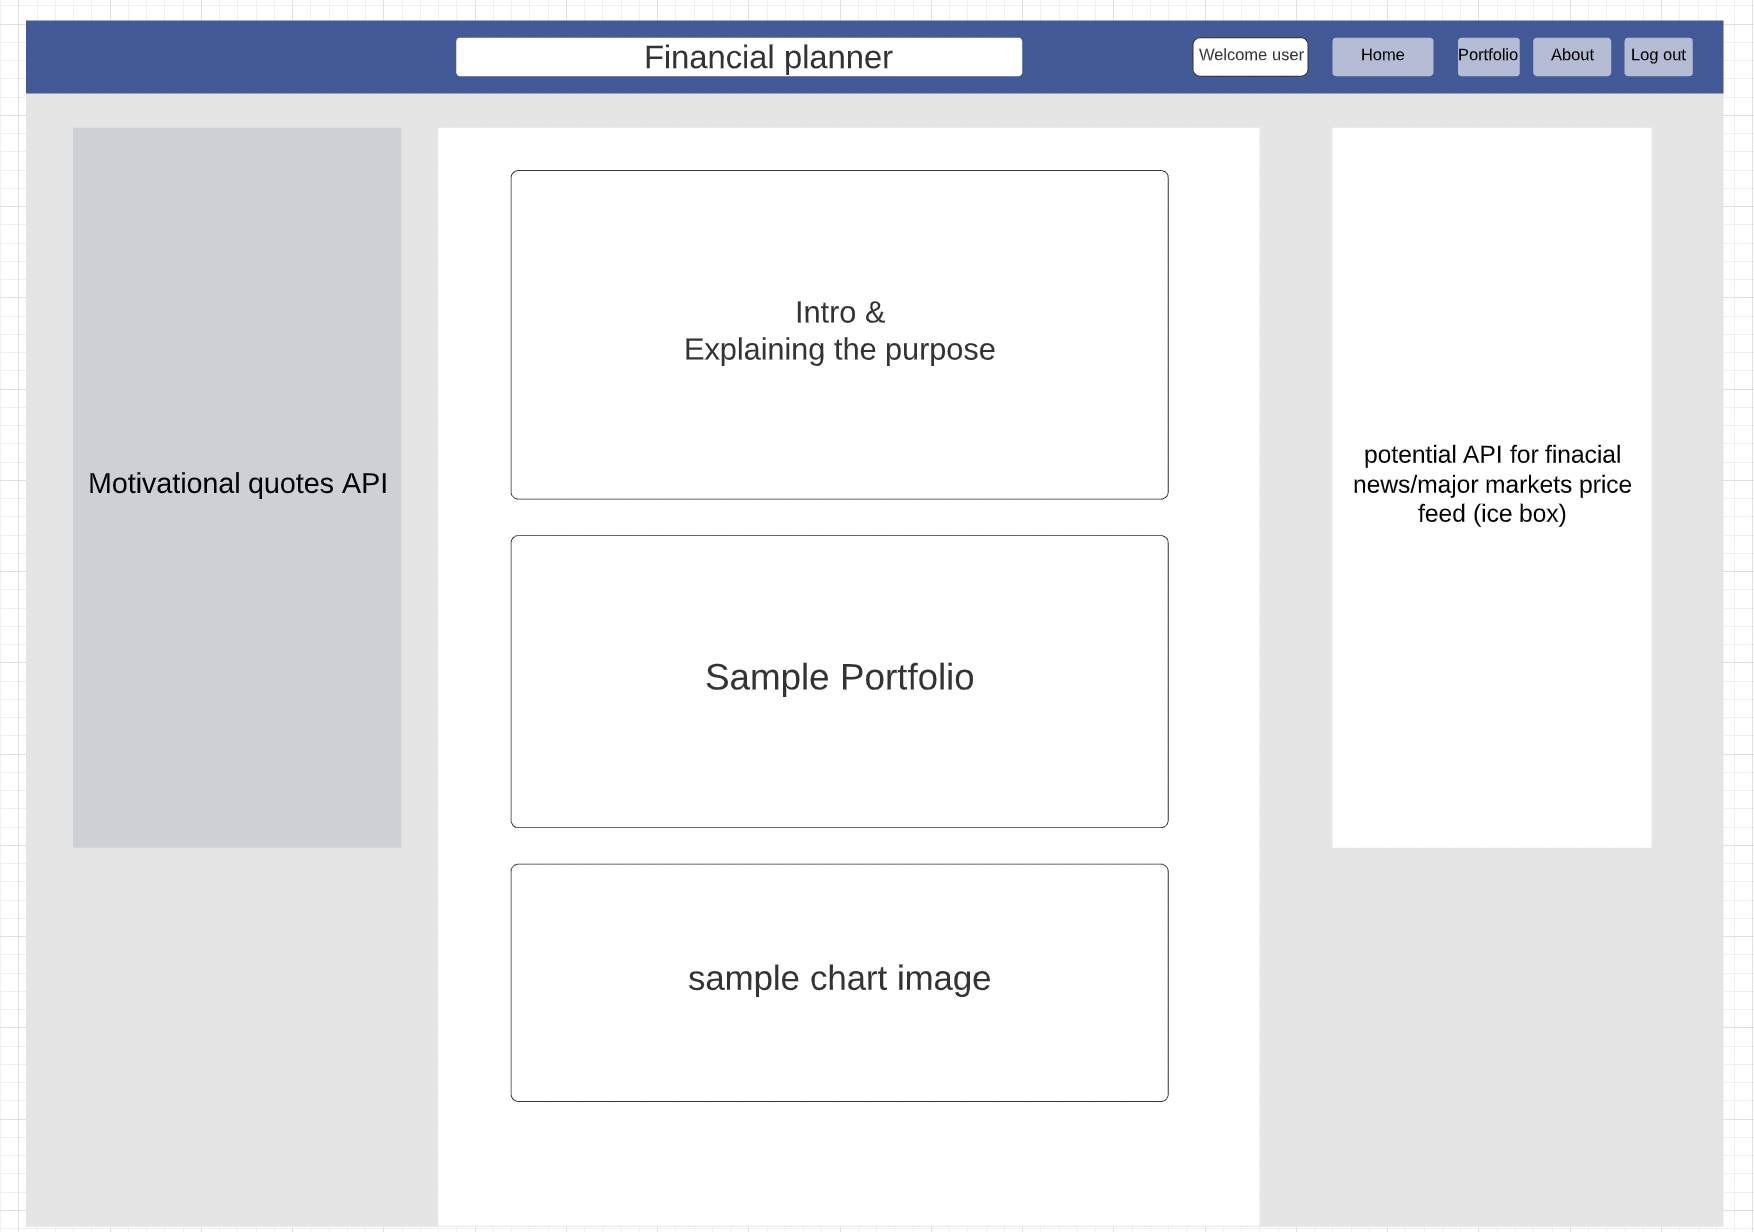 Financial planner
Welcome user
Home
Portfolio
About
Log out
Motivational quotes API
Intro &
Explaining the purpose
Sample Portfolio
sample chart image
potential API for finacial
news/major markets price
feed (ice box)